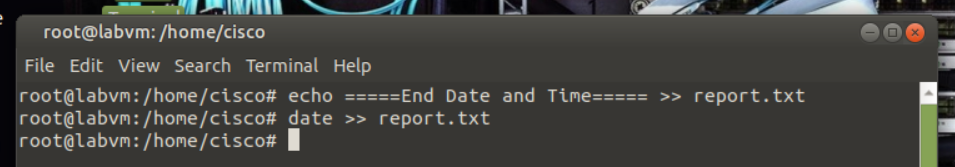 Terminal
root@labvm: /home/cisco
File Edit View Search Terminal Help
root@labvm:/home/cisco# echo =====End Date and Time===== >> report.txt
root@labvm:/home/cisco# date >> report.txt
root@labvm:/home/cisco#